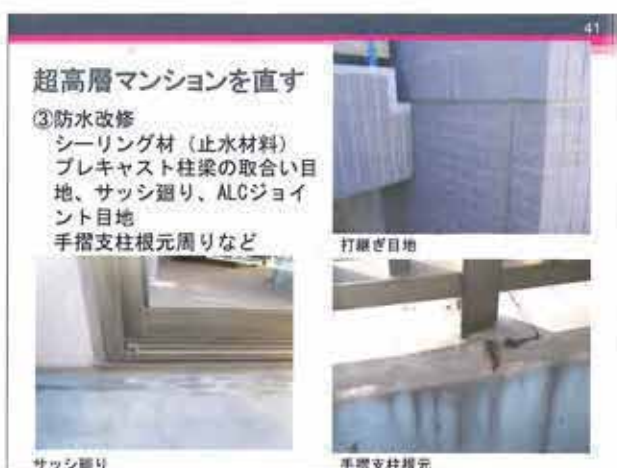 41
超高層マンションを直す
③防水改修
シーリング材（止水材料）
プレキャスト柱梁の取合い目
地、サッシ廻り、ALCジョイ
ント目地
手摺支柱根元周りなど
打継ぎ目地
サッシ廻り
手摺支柱根元